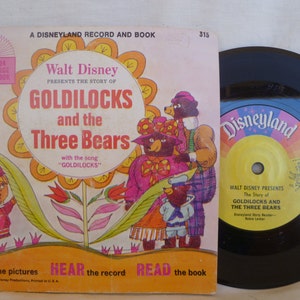 A DISNEYLAND RECORD AND BOOK
315
Walt Disney
PRESENTS THE STORY OF
GOLDILOCKS
and the
Three Bears
with the song
"GOLDILOCKS"
pictures HEAR the record READ the book
Disneyland
WALT DISNEY PRESENTS
The Story of
GOLDILOCKS AND
THE THREE BEARS